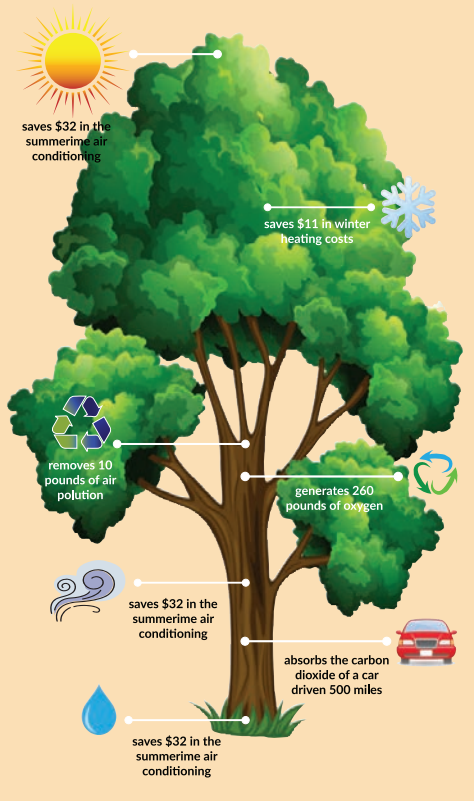 saves $32 in the
summerime air
conditioning
saves $11 in winter
heating costs
removes 10
pounds of air
polution
generates 260
pounds of oxygen
saves $32 in the
summerime air
conditioning
absorbs the carbon
dioxide of a car
driven 500 miles
saves $32 in the
summerime air
conditioning